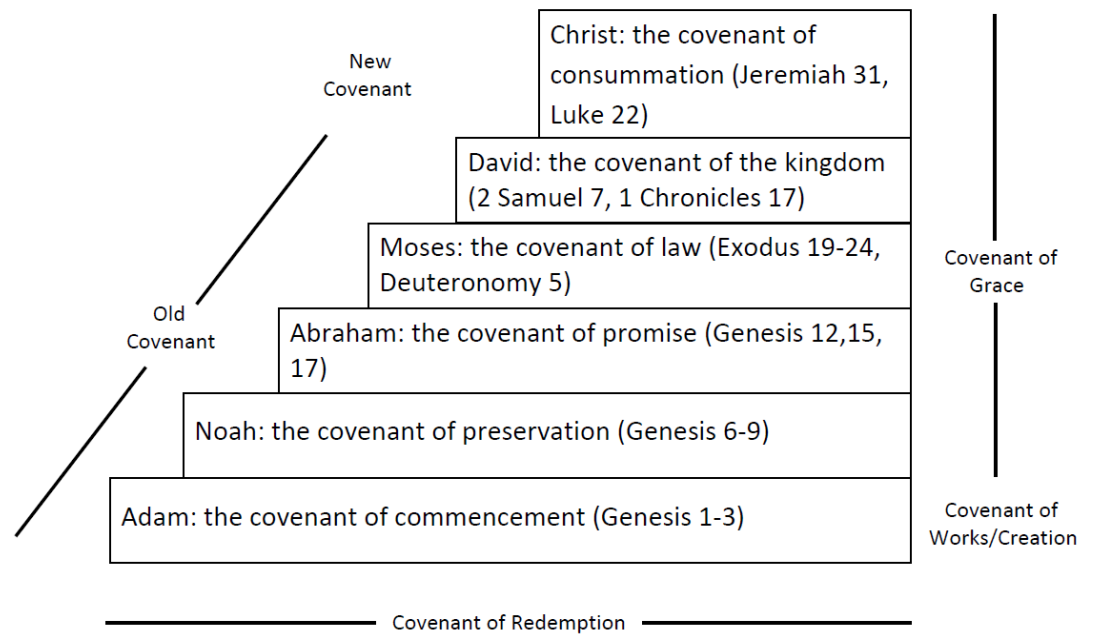 Christ: the covenant of
consummation (Jeremiah 31,
Luke 22)
New
Covenant
David: the covenant of the kingdom
(2 Samuel 7, 1 Chronicles 17)
Moses: the covenant of law (Exodus 19-24,
Deuteronomy 5)
Covenant of
Grace
Old
Covenant
Abraham: the covenant of promise (Genesis 12,15,
17)
Noah: the covenant of preservation (Genesis 6-9)
Adam: the covenant of commencement (Genesis 1-3)
Covenant of
Works/Creation
Covenant of Redemption